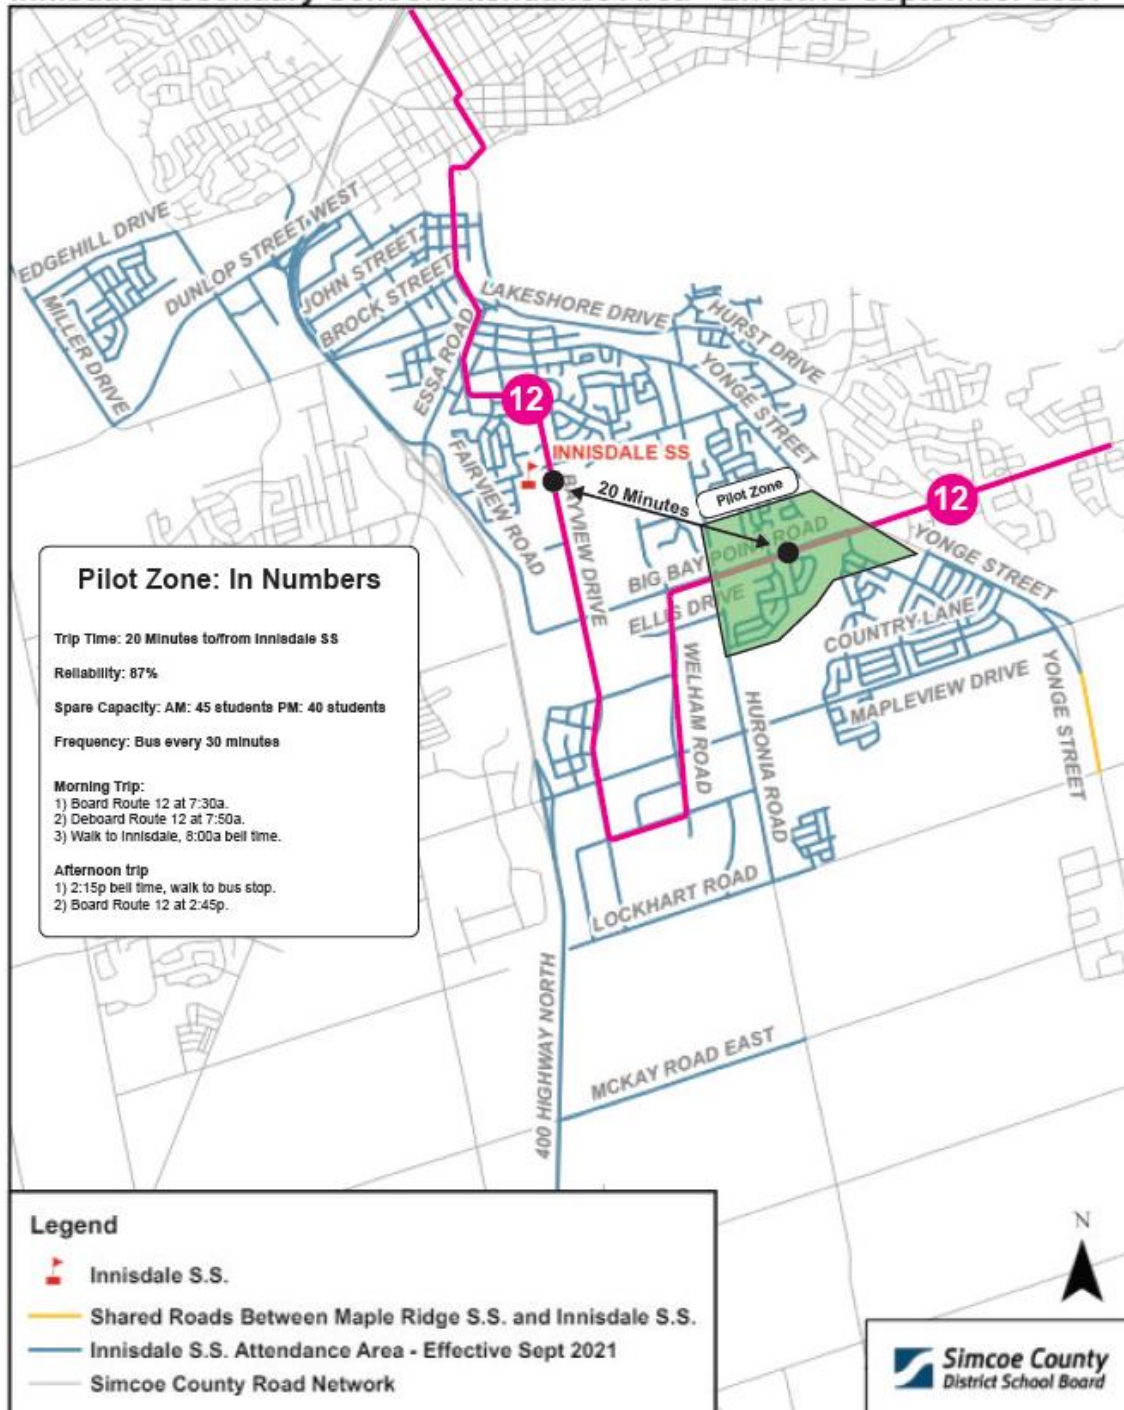 EDGEHILL DRIVE
DUNLOP STREET WEST
MILLER DRIVE
JOHN STREET
BROCK STREET
LAKESHORE DRIVE
HURST DRIVE
ESSA ROAD
YONGE STREET
12
INNISDALE SS
FAIRVIEW ROAD
BAYVIEW DRIVE
20 Minutes
Pilot Zone
12
BIG BAY POINT ROAD
YONGE STREET
ELLIS DRIVE
COUNTRY LANE
WELHAM ROAD
HURONIA ROAD
MAPLEVIEW DRIVE
YONGE STREET
LOCKHART ROAD
400 HIGHWAY NORTH
MCKAY ROAD EAST
Pilot Zone: In Numbers
Trip Time: 20 Minutes to/from Innisdale SS
Reliability: 87%
Spare Capacity: AM: 45 students PM: 40 students
Frequency: Bus every 30 minutes
Morning Trip:
1) Board Route 12 at 7:30a.
2) Deboard Route 12 at 7:50a.
3) Walk to Innisdale, 8:00a bell time.
Afternoon trip
1) 2:15p bell time, walk to bus stop.
2) Board Route 12 at 2:45p.
Legend
Innisdale S.S.
Shared Roads Between Maple Ridge S.S. and Innisdale S.S.
Innisdale S.S. Attendance Area - Effective Sept 2021
Simcoe County Road Network
N
Simcoe County
District School Board